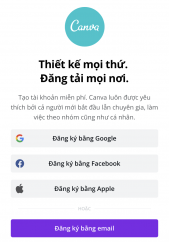 Canva
Thiết kế mọi thứ.
Đăng tải mọi nơi.
Tạo tài khoản miễn phí. Canva luôn được yêu
thích bởi cả người mới bắt đầu lẫn chuyên gia, làm
việc theo nhóm cũng như cá nhân.
Đăng ký bằng Google
Đăng ký bằng Facebook
Đăng ký bằng Apple
HOẶC
Đăng ký bằng email